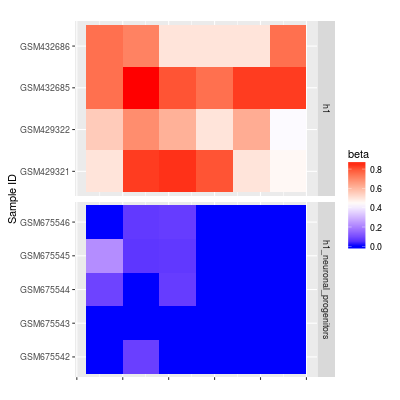 Sample ID
GSM432686
GSM432685
GSM429322
GSM429321
h1
GSM675546
GSM675545
GSM675544
GSM675543
GSM675542
h1_neuronal_progenitors
beta
0.8
0.6
0.4
0.2
0.0